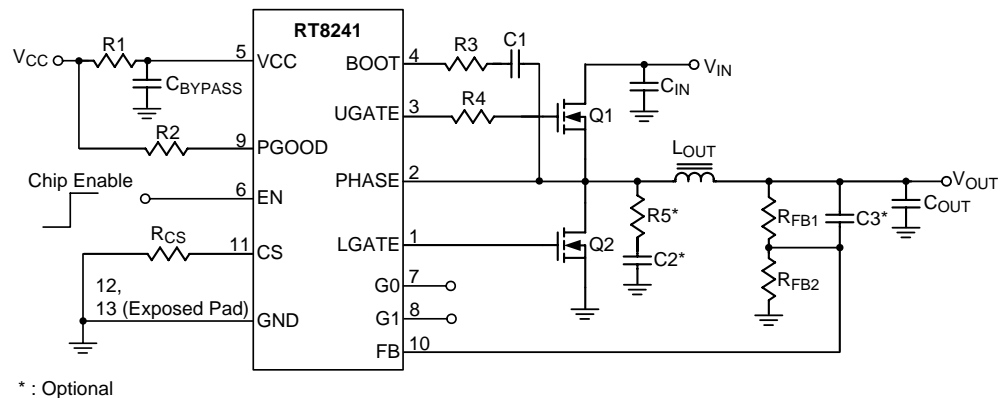 RT8241
VCC
R1
5
VCC
CBYPASS
R2
9
PGOOD
Chip Enable
6
EN
RCS
11
CS
12,
13 (Exposed Pad)
GND
BOOT
4
R3
C1
UGATE
3
R4
Q1
VIN
CIN
PHASE
2
LOUT
VOUT
COUT
R5*
C2*
RFB1
C3*
RFB2
LGATE
1
Q2
G0
7
G1
8
FB
10
* : Optional